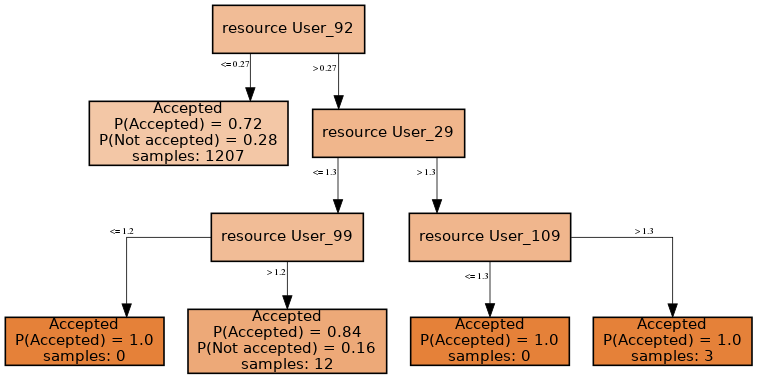 resource User_92
<=0.27
>0.27
Accepted
P(Accepted) = 0.72
P(Not accepted) = 0.28
samples: 1207
resource User_29
<=1.3
>1.3
resource User_99
resource User_109
<=1.2
>1.2
<=1.3
>1.3
Accepted
P(Accepted) = 1.0
samples: 0
Accepted
P(Accepted) = 0.84
P(Not accepted) = 0.16
samples: 12
Accepted
P(Accepted) = 1.0
samples: 0
Accepted
P(Accepted) = 1.0
samples: 3